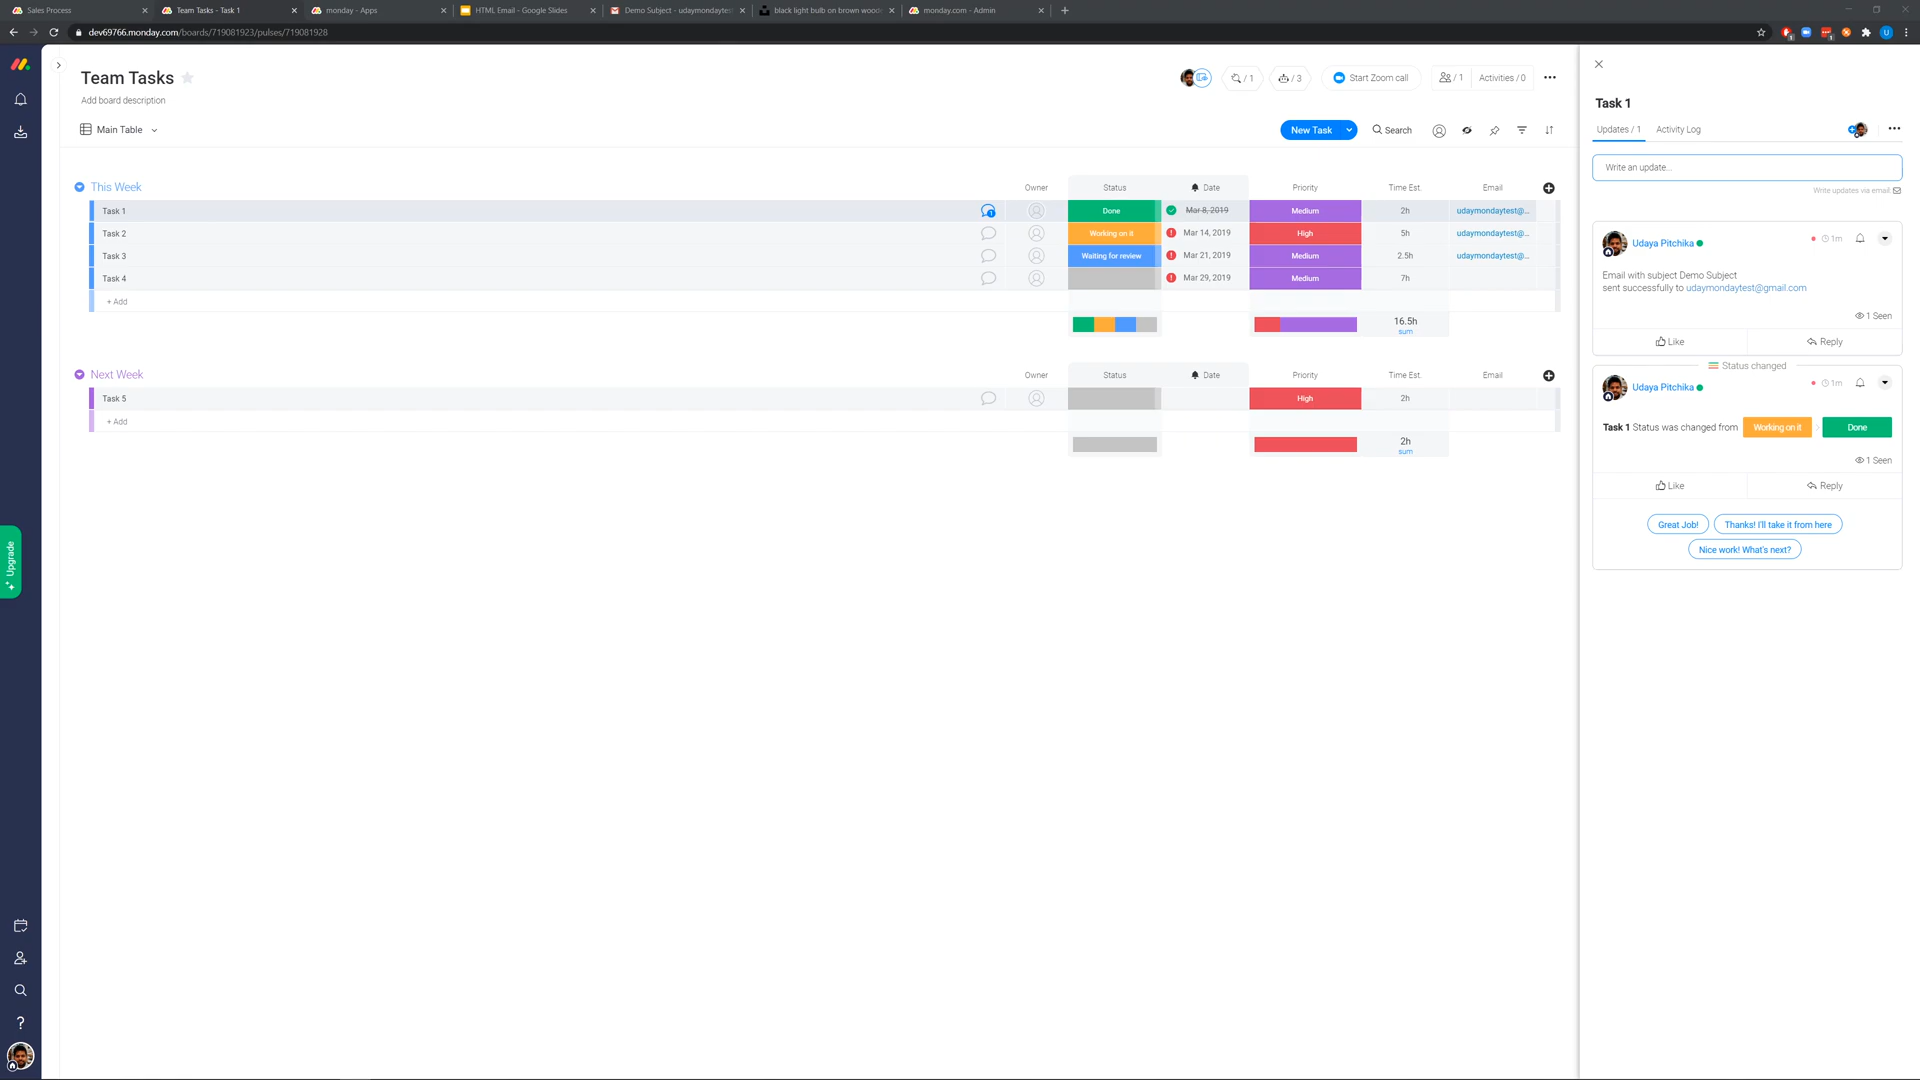 Sales Process
Team Tasks - Task 1
monday - Apps
HTML Email - Google Slides
Demo Subject - udaymondaytest
black light bulb on brown wood
monday.com - Admin
dev69766.monday.com/boards/719081923/pulses/719081928
Team Tasks
Add board description
/ 1
/ 3
Start Zoom call
/ 1
Activities / 0
Main Table
New Task
Search
This Week
Owner Status Date Priority Time Est. Email
Task 1 1 Done Mar 8, 2019 Medium 2h udaymondaytest@...
Task 2 Working on it Mar 14, 2019 High 5h udaymondaytest@...
Task 3 Waiting for review Mar 21, 2019 Medium 2.5h udaymondaytest@...
Task 4 Mar 29, 2019 Medium 7h
+ Add
16.5h
sum
Next Week
Owner Status Date Priority Time Est. Email
Task 5 High 2h
+ Add
2h
sum
Upgrade
Task 1
Updates / 1
Activity Log
Write an update...
Write updates via email
Udaya Pitchika
1m
Email with subject Demo Subject
sent successfully to udaymondaytest@gmail.com
1 Seen
Like
Reply
Status changed
Udaya Pitchika
1m
Task 1 Status was changed from Working on it Done
1 Seen
Like
Reply
Great Job!
Thanks! I'll take it from here
Nice work! What's next?